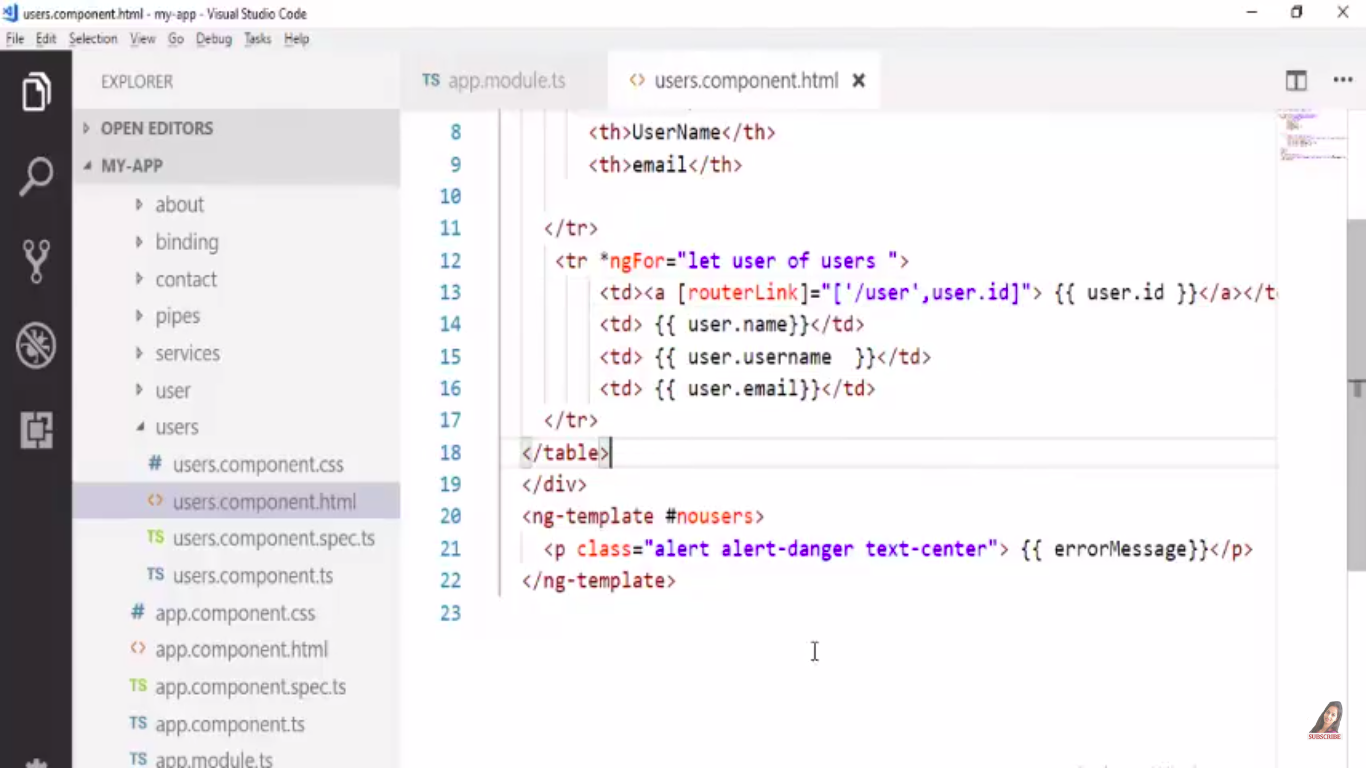 users.component.html - my-app - Visual Studio Code
File Edit Selection View Go Debug Tasks Help
EXPLORER
OPEN EDITORS
MY-APP
about
binding
contact
pipes
services
user
users
# users.component.css
<> users.component.html
TS users.component.spec.ts
TS users.component.ts
# app.component.css
<> app.component.html
TS app.component.spec.ts
TS app.component.ts
TS app.module.ts
TS app.module.ts <> users.component.html
8 <th>UserName</th>
9 <th>email</th>
10
11 </tr>
12 <tr *ngFor="let user of users ">
13 <td><a [routerLink]="['/user',user.id]"> {{ user.id }}</a></t
14 <td> {{ user.name}}</td>
15 <td> {{ user.username  }}</td>
16 <td> {{ user.email}}</td>
17 </tr>
18 </table>
19 </div>
20 <ng-template #nousers>
21 <p class="alert alert-danger text-center"> {{ errorMessage}}</p>
22 </ng-template>
23
SUBSCRIBE